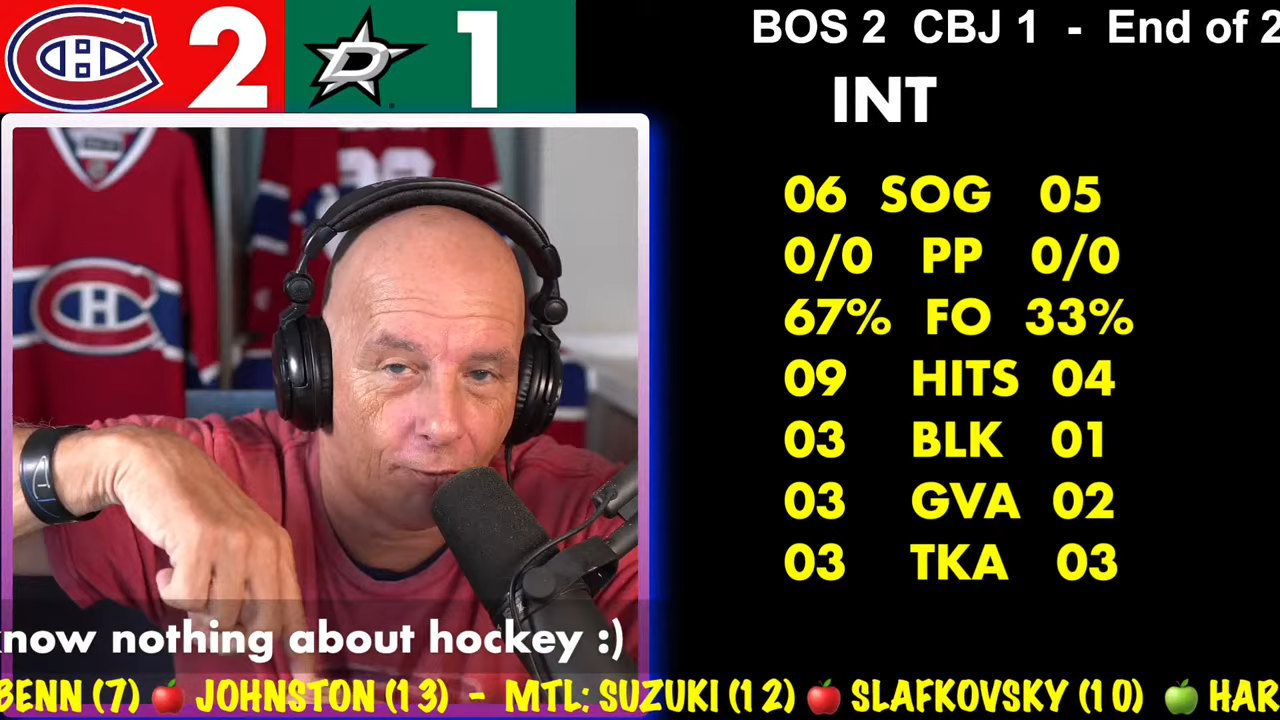 2 1
BOS 2 CBJ 1 - End of 2
INT
06 SOG 05
0/0 PP 0/0
67% FO 33%
09 HITS 04
03 BLK 01
03 GVA 02
03 TKA 03
know nothing about hockey :)
BENN (7) 🍎 JOHNSTON (13) - MTL: SUZUKI (12) 🍎 SLAFKOVSKY (10) 🍏 HAR